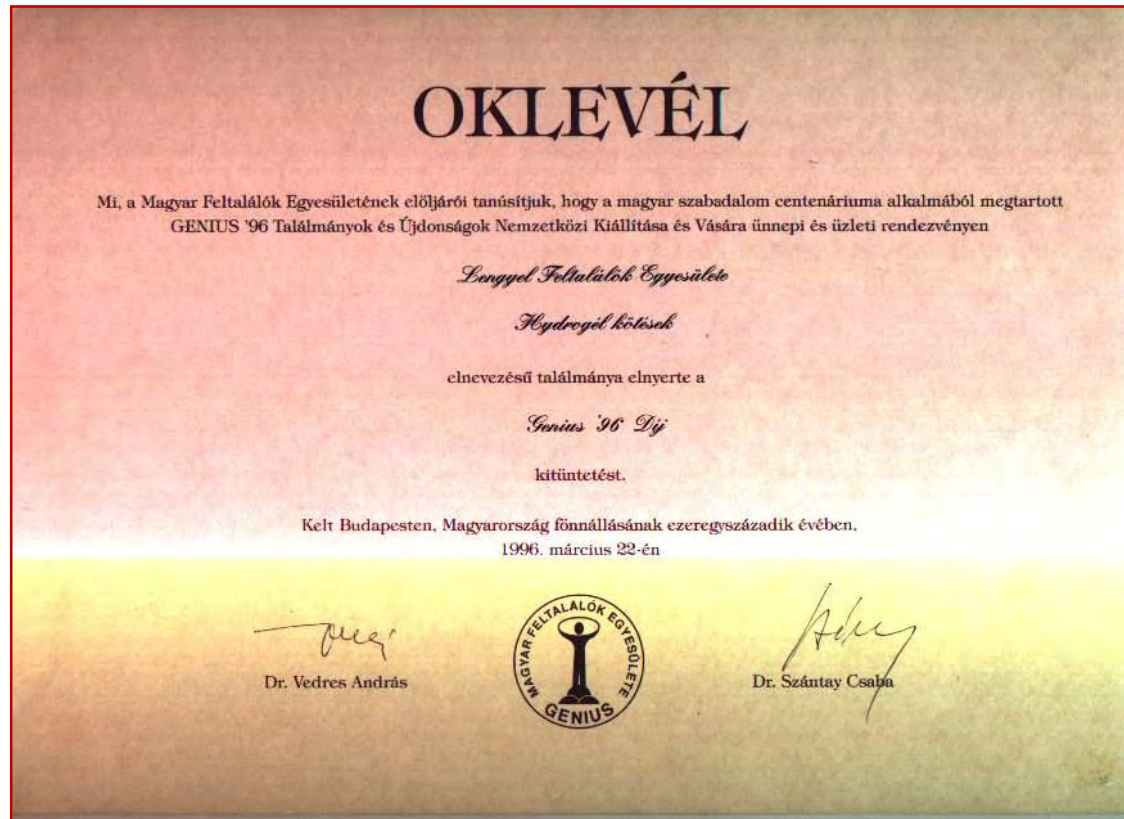 OKLEVÉL
Mi, a Magyar Feltalálók Egyesületének elöljárói tanúsítjuk, hogy a magyar szabadalom centenáriuma alkalmából megtartott
GENIUS '96 Találmányok és Újdonságok Nemzetközi Kiállítása és Vására ünnepi és üzleti rendezvényen
Lengyel Feltalálók Egyesülete
Hydrogél kötések
elnevezésű találmánya elnyerte a
Genius '96 Díj
kitüntetést.
Kelt Budapesten, Magyarország fönnállásának ezeregyszázadik évében,
1996. március 22-én
MAGYAR FELTALALÓK EGYESÜLETE
GENIUS
Dr. Vedres András
Dr. Szántay Csaba